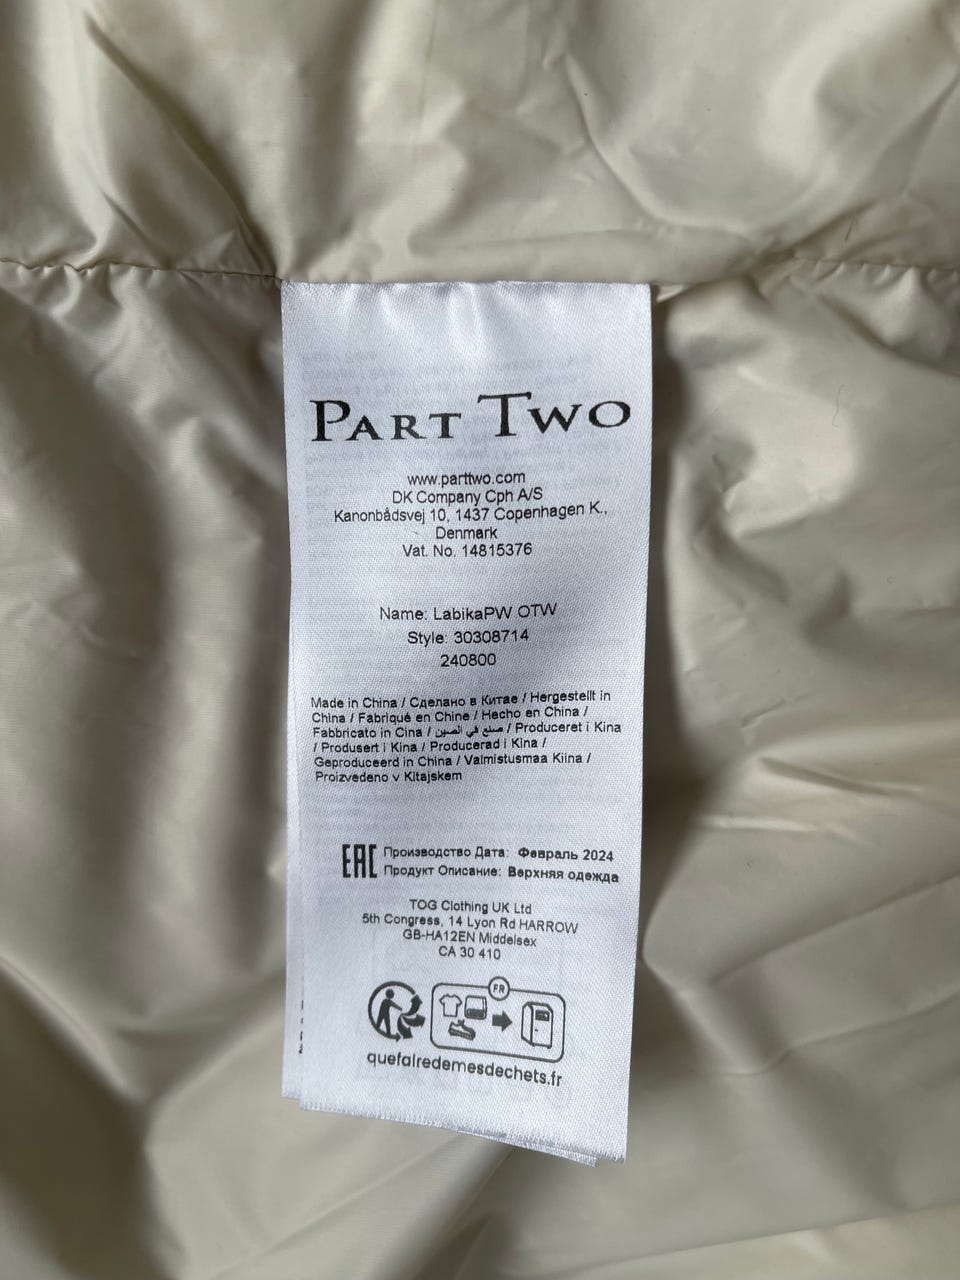 PART TWO
www.parttwo.com
DK Company Cph A/S
Kanonbådsvej 10, 1437 Copenhagen K.,
Denmark
Vat. No. 14815376
Name: LabikaPW OTW
Style: 30308714
240800
Made in China / Сделано в Китае / Hergestellt in
China / Fabriqué en Chine / Hecho en China /
Fabbricato in Cina / صنع في الصين / Produceret i Kina
/ Produsert i Kina / Producerad i Kina /
Geproduceerd in China / Valmistusmaa Kiina /
Proizvedeno v Kitajskem
EAC Производство Дата: Февраль 2024
Продукт Описание: Верхняя одежда
TOG Clothing UK Ltd
5th Congress, 14 Lyon Rd HARROW
GB-HA12EN Middelsex
CA 30 410
FR
quefairedemesdechets.fr